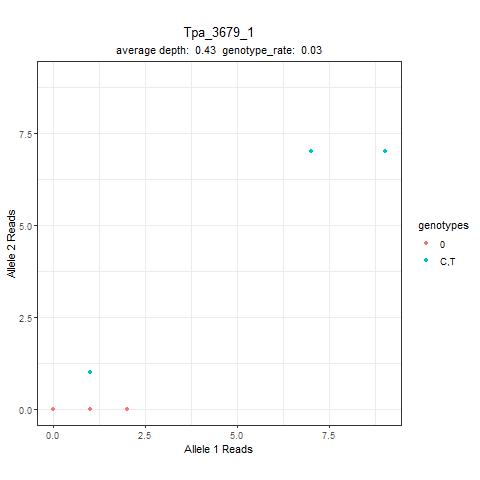 Tpa_3679_1
average depth:  0.43  genotype_rate:  0.03
Allele 2 Reads
7.5
5.0
2.5
0.0
0.0 2.5 5.0 7.5
Allele 1 Reads
genotypes
0
C,T